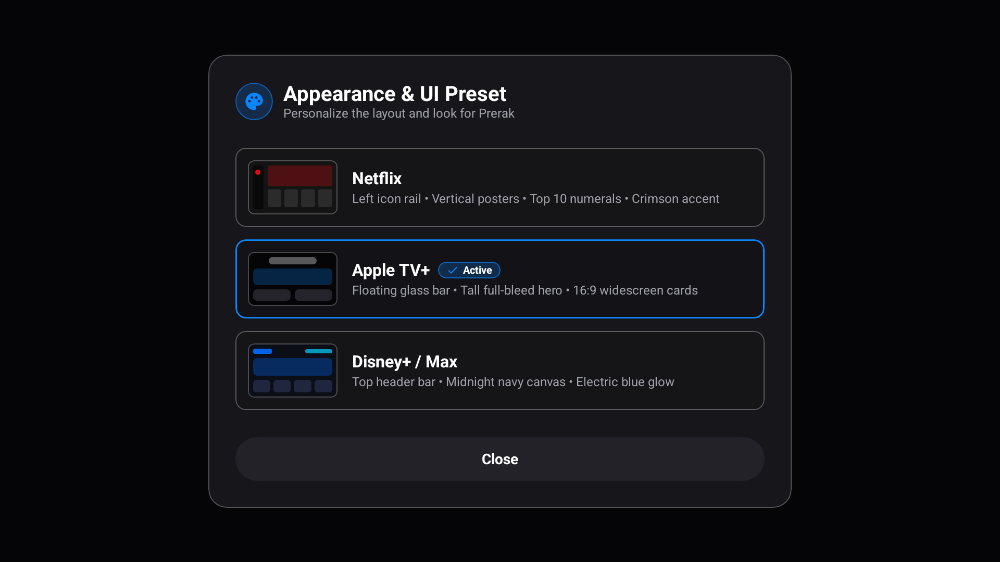 Appearance & UI Preset
Personalize the layout and look for Prerak
Netflix
Left icon rail • Vertical posters • Top 10 numerals • Crimson accent
Apple TV+ Active
Floating glass bar • Tall full-bleed hero • 16:9 widescreen cards
Disney+ / Max
Top header bar • Midnight navy canvas • Electric blue glow
Close